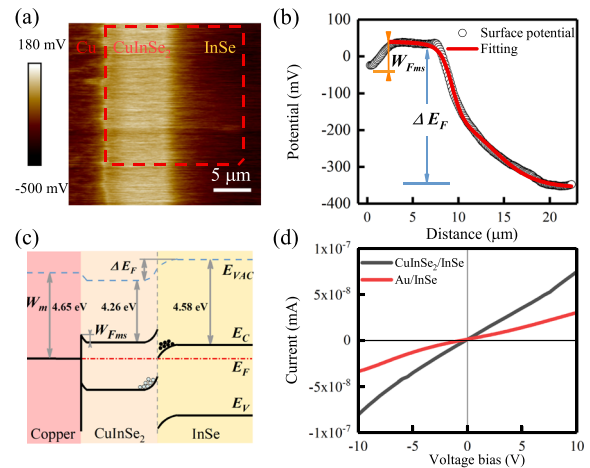 (a)
180 mV
-500 mV
Cu
CuInSe2
InSe
5 μm
(b)
Potential (mV)
100
0
-100
-200
-300
-400
0
5
10
15
20
Distance (μm)
Surface potential
Fitting
WFms
Δ EF
(c)
Wm
4.65 eV
WFms
4.26 eV
Δ EF
4.58 eV
EVAC
EC
EF
EV
Copper
CuInSe2
InSe
(d)
Current (mA)
1x10-7
5x10-8
0
-5x10-8
-1x10-7
-10
-5
0
5
10
Voltage bias (V)
CuInSe2/InSe
Au/InSe